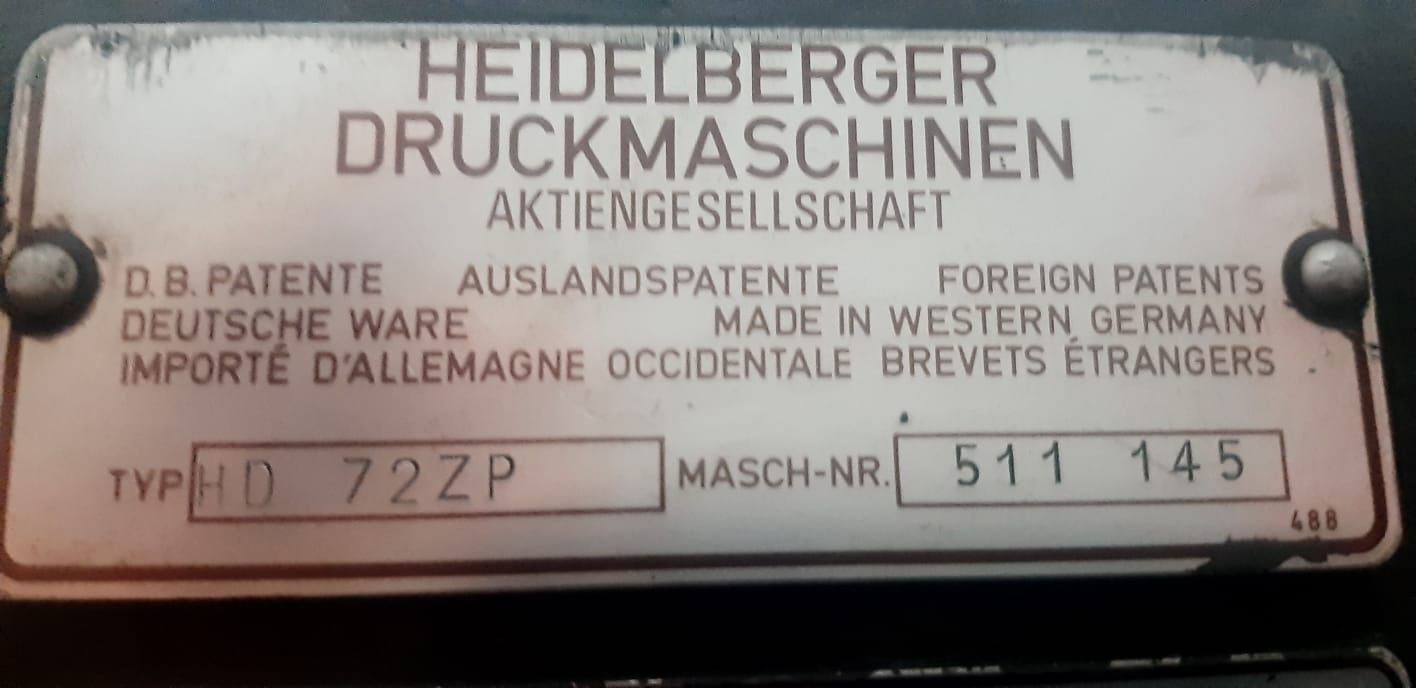 HEIDELBERGER
DRUCKMASCHINEN
AKTIENGESELLSCHAFT
D. B. PATENTE AUSLANDSPATENTE FOREIGN PATENTS
DEUTSCHE WARE MADE IN WESTERN GERMANY
IMPORTÉ D'ALLEMAGNE OCCIDENTALE BREVETS ÉTRANGERS
TYP HD 72ZP MASCH-NR. 511 145
488